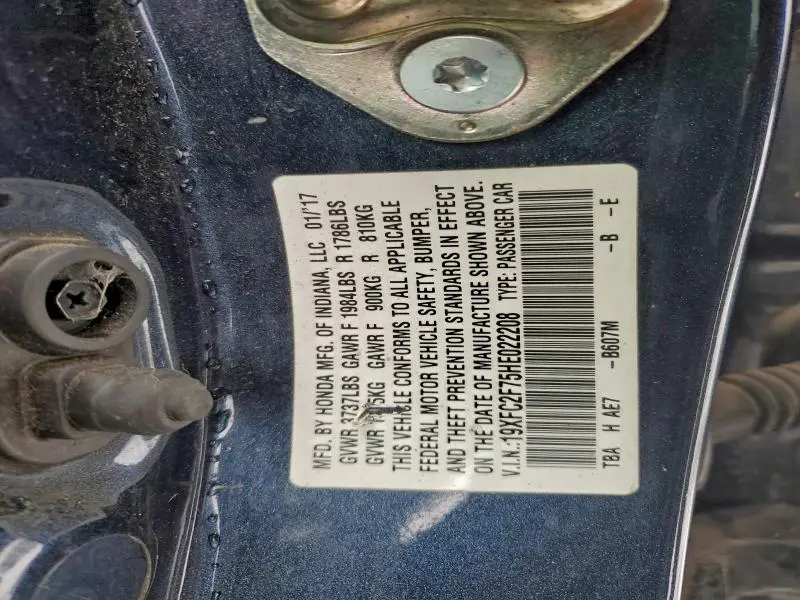 MFD. BY HONDA MFG. OF INDIANA, LLC 01/'17
GVWR 3737LBS GAWR F 1984LBS R 1786LBS
GVWR KG GAWR F 900KG R 810KG
THIS VEHICLE CONFORMS TO ALL APPLICABLE
FEDERAL MOTOR VEHICLE SAFETY, BUMPER,
AND THEFT PREVENTION STANDARDS IN EFFECT
ON THE DATE OF MANUFACTURE SHOWN ABOVE.
V.I.N.:19XFC2F75HE022208 TYPE: PASSENGER CAR
TBA H AE7 -B607M -B -E